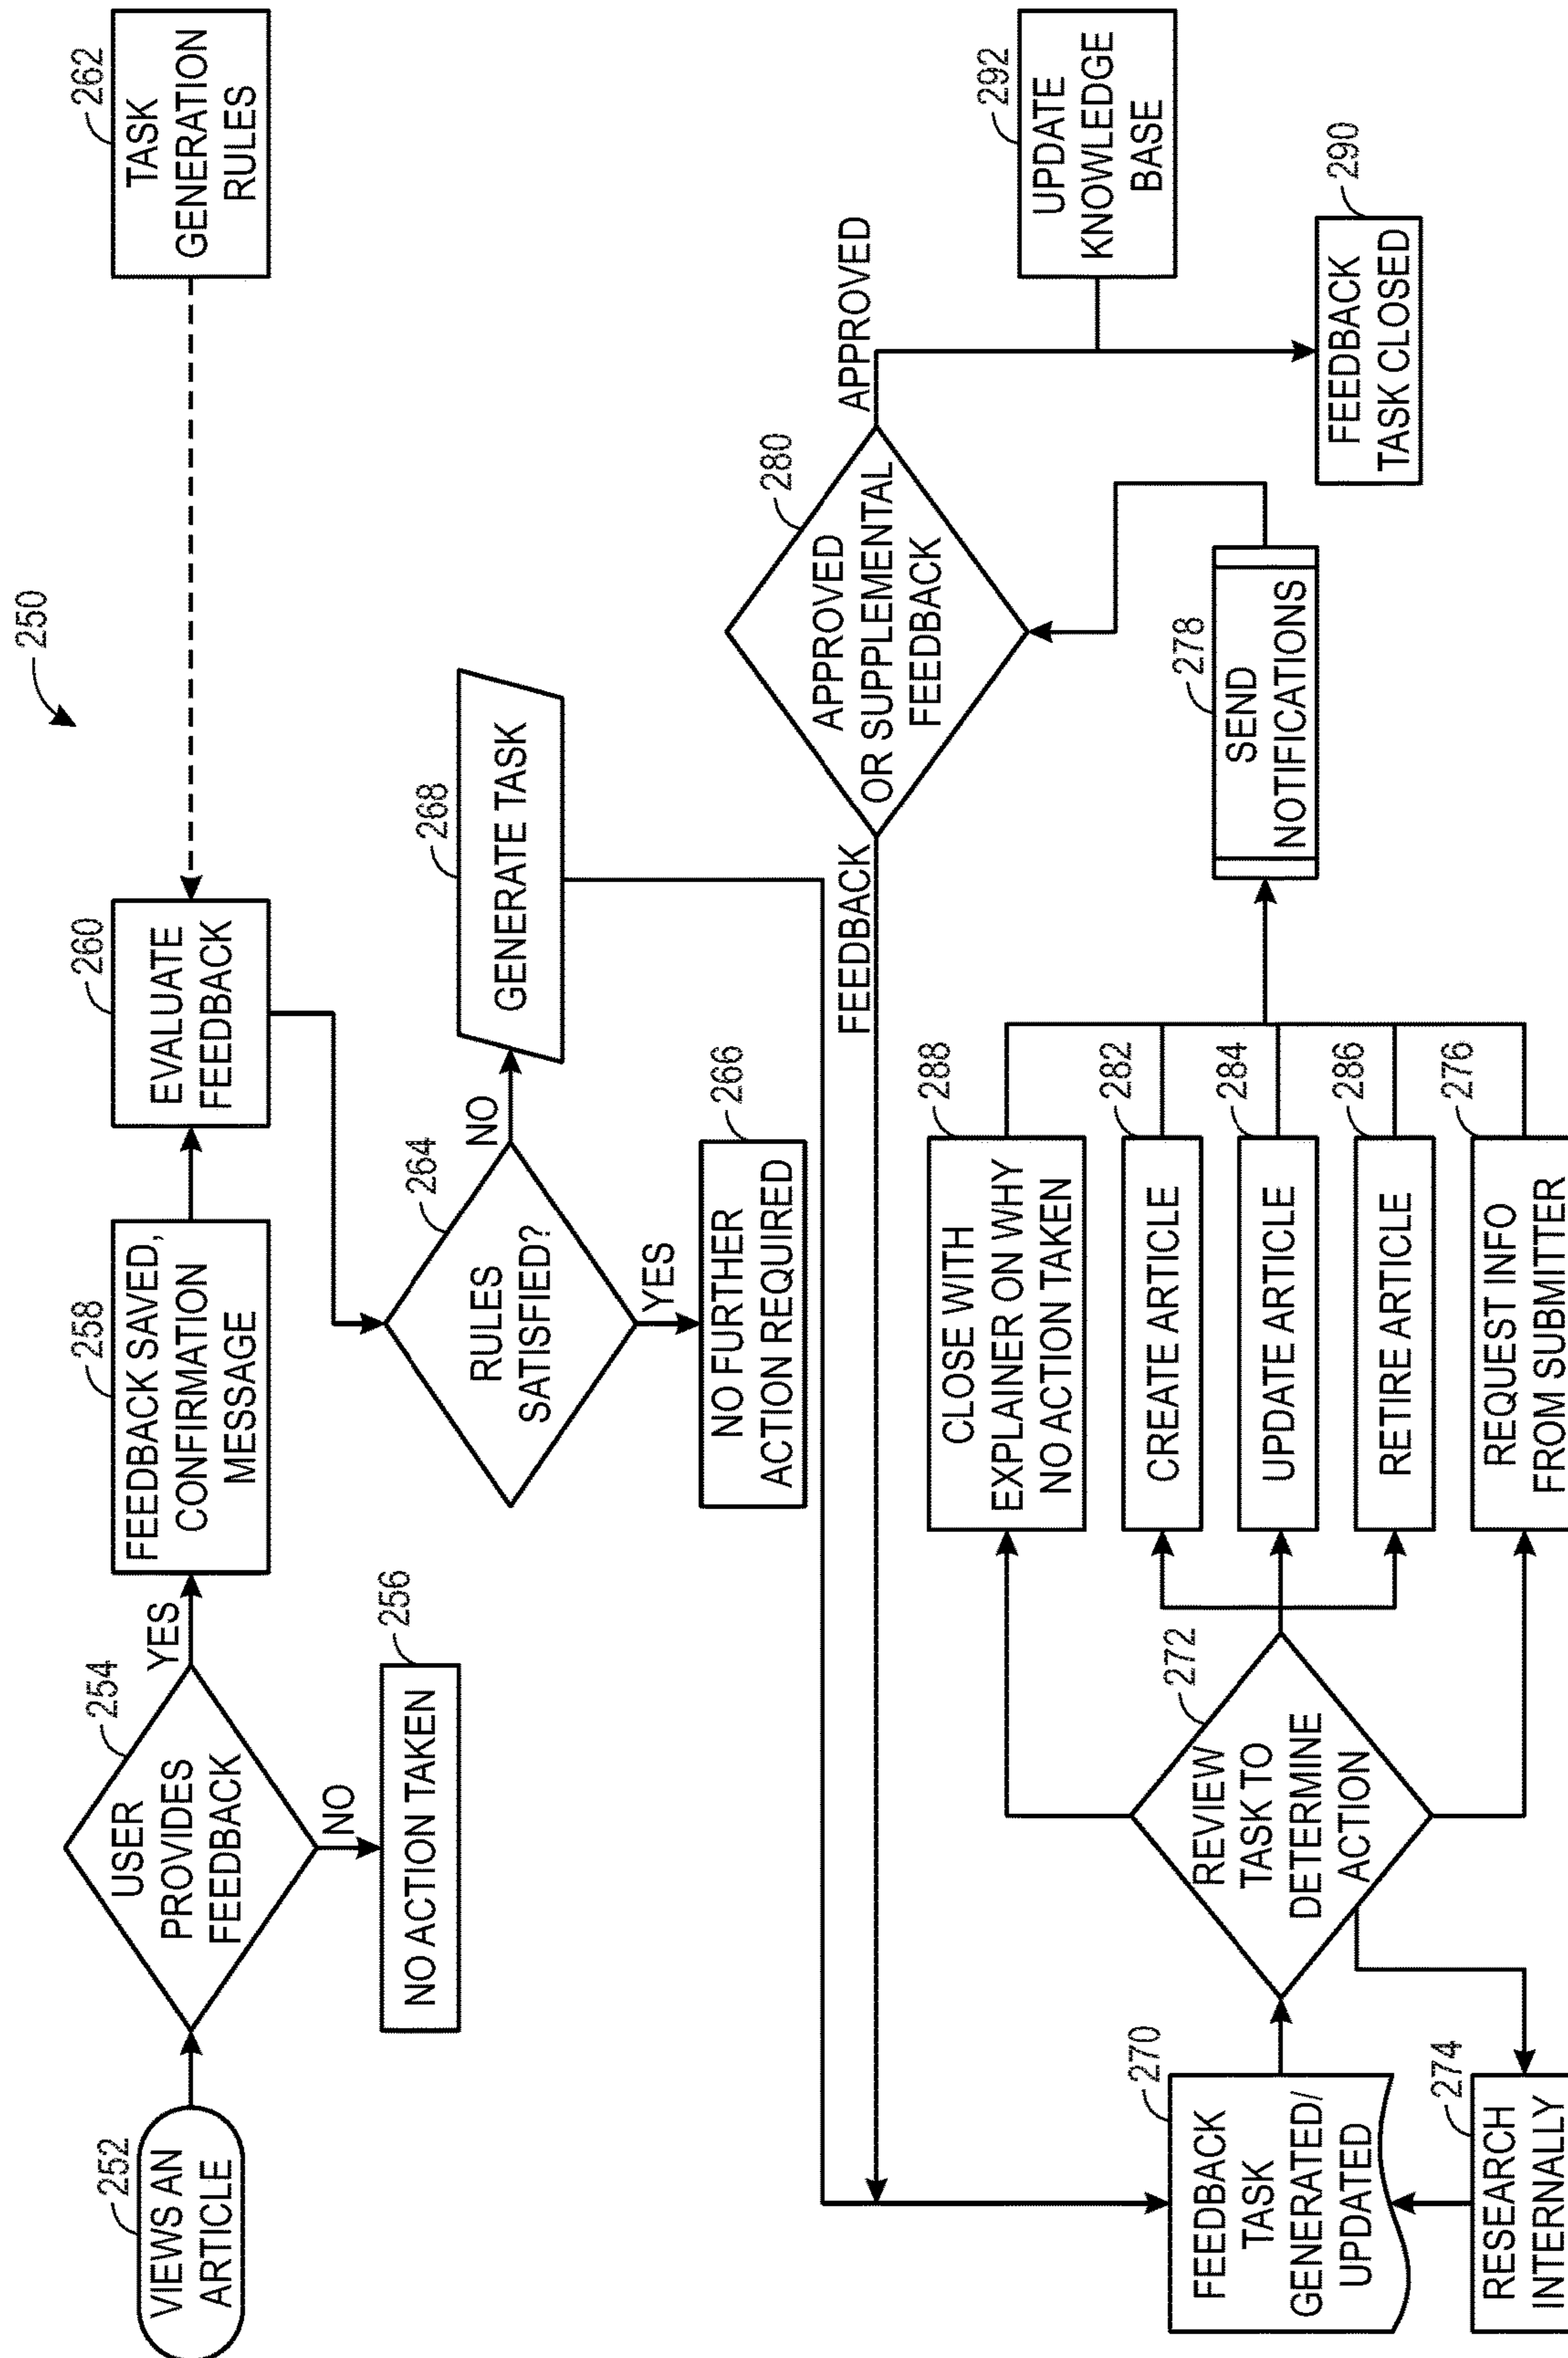 250
252
VIEWS AN
ARTICLE
254
USER
PROVIDES
FEEDBACK
YES
NO
256
NO ACTION TAKEN
258
FEEDBACK SAVED,
CONFIRMATION
MESSAGE
260
EVALUATE
FEEDBACK
262
TASK
GENERATION
RULES
264
RULES
SATISFIED?
NO
YES
266
NO FURTHER
ACTION REQUIRED
268
GENERATE TASK
270
FEEDBACK
TASK
GENERATED/
UPDATED
272
REVIEW
TASK TO
DETERMINE
ACTION
274
RESEARCH
INTERNALLY
288
CLOSE WITH
EXPLAINER ON WHY
NO ACTION TAKEN
282
CREATE ARTICLE
284
UPDATE ARTICLE
286
RETIRE ARTICLE
276
REQUEST INFO
FROM SUBMITTER
278
SEND
NOTIFICATIONS
280
APPROVED
OR SUPPLEMENTAL
FEEDBACK
FEEDBACK
APPROVED
292
UPDATE
KNOWLEDGE
BASE
290
FEEDBACK
TASK CLOSED